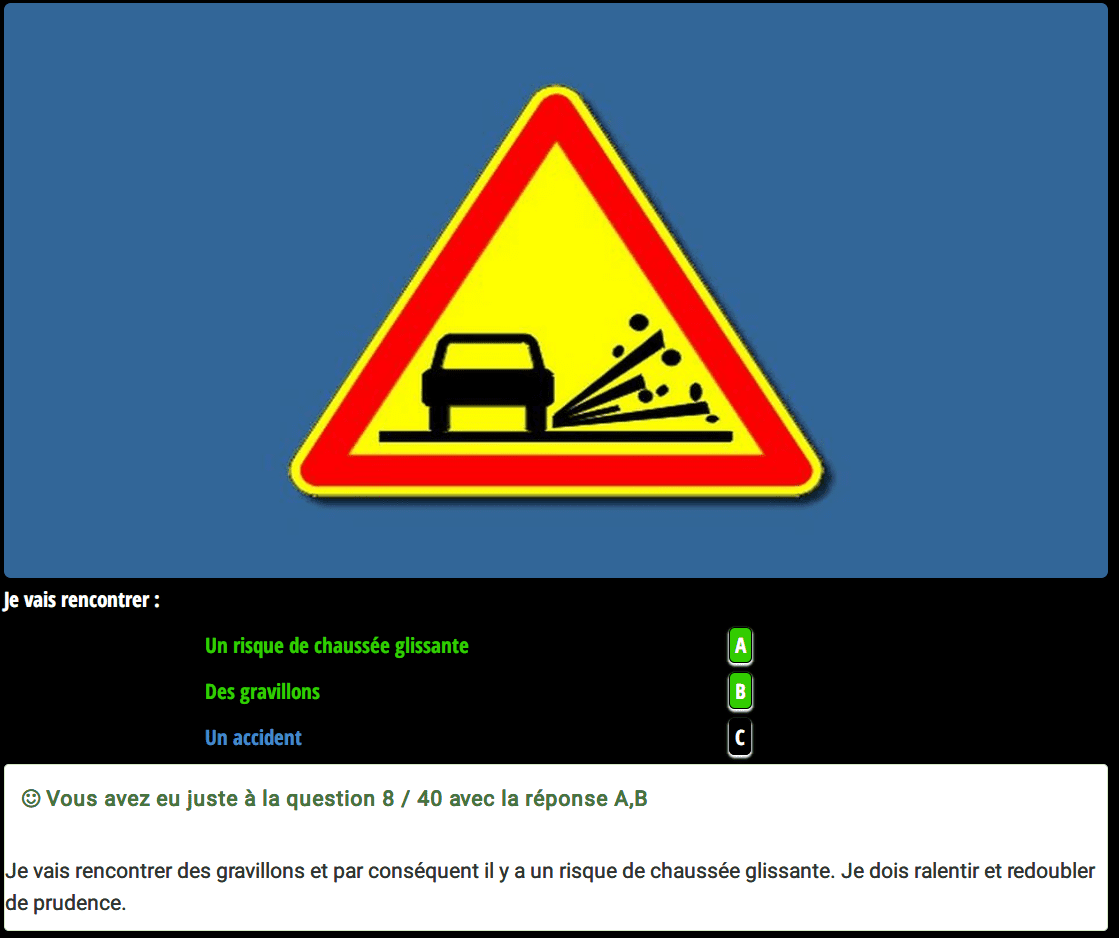 Je vais rencontrer :
Un risque de chaussée glissante A
Des gravillons B
Un accident C
Vous avez eu juste à la question 8 / 40 avec la réponse A,B
Je vais rencontrer des gravillons et par conséquent il y a un risque de chaussée glissante. Je dois ralentir et redoubler
de prudence.